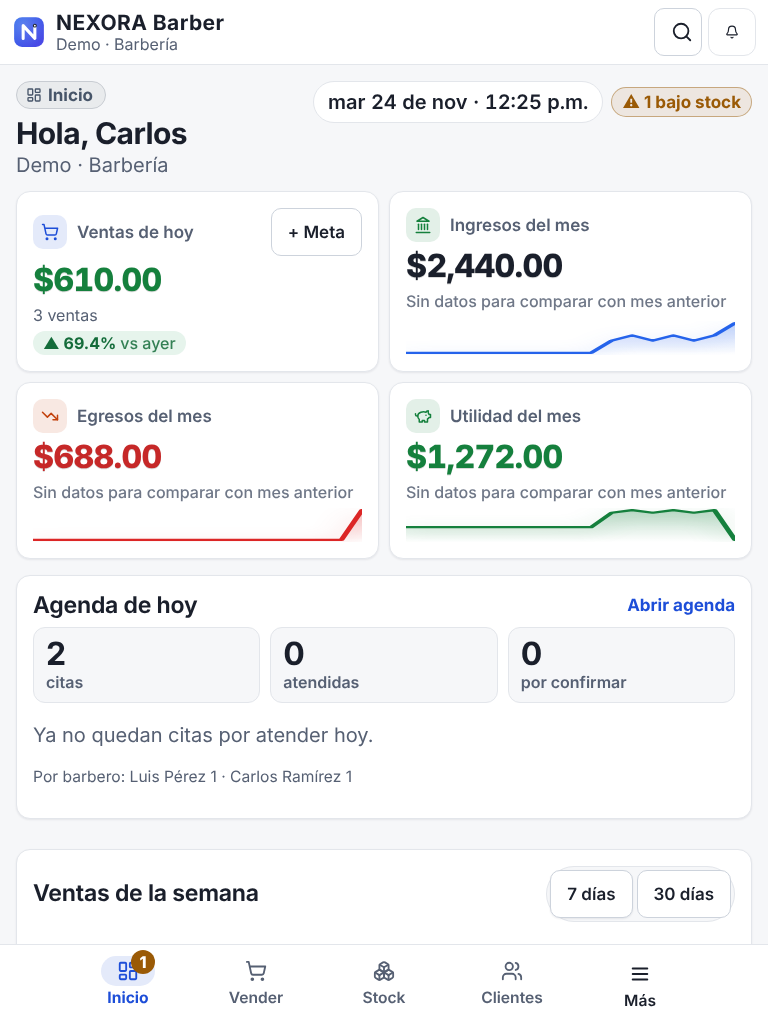 NEXORA Barber
Demo · Barbería
Inicio
mar 24 de nov · 12:25 p.m.
1 bajo stock
Hola, Carlos
Demo · Barbería
Ventas de hoy
+ Meta
$610.00
3 ventas
▲ 69.4% vs ayer
Ingresos del mes
$2,440.00
Sin datos para comparar con mes anterior
Egresos del mes
$688.00
Sin datos para comparar con mes anterior
Utilidad del mes
$1,272.00
Sin datos para comparar con mes anterior
Agenda de hoy
Abrir agenda
2
citas
0
atendidas
0
por confirmar
Ya no quedan citas por atender hoy.
Por barbero: Luis Pérez 1 · Carlos Ramírez 1
Ventas de la semana
7 días
30 días
1
Inicio
Vender
Stock
Clientes
Más